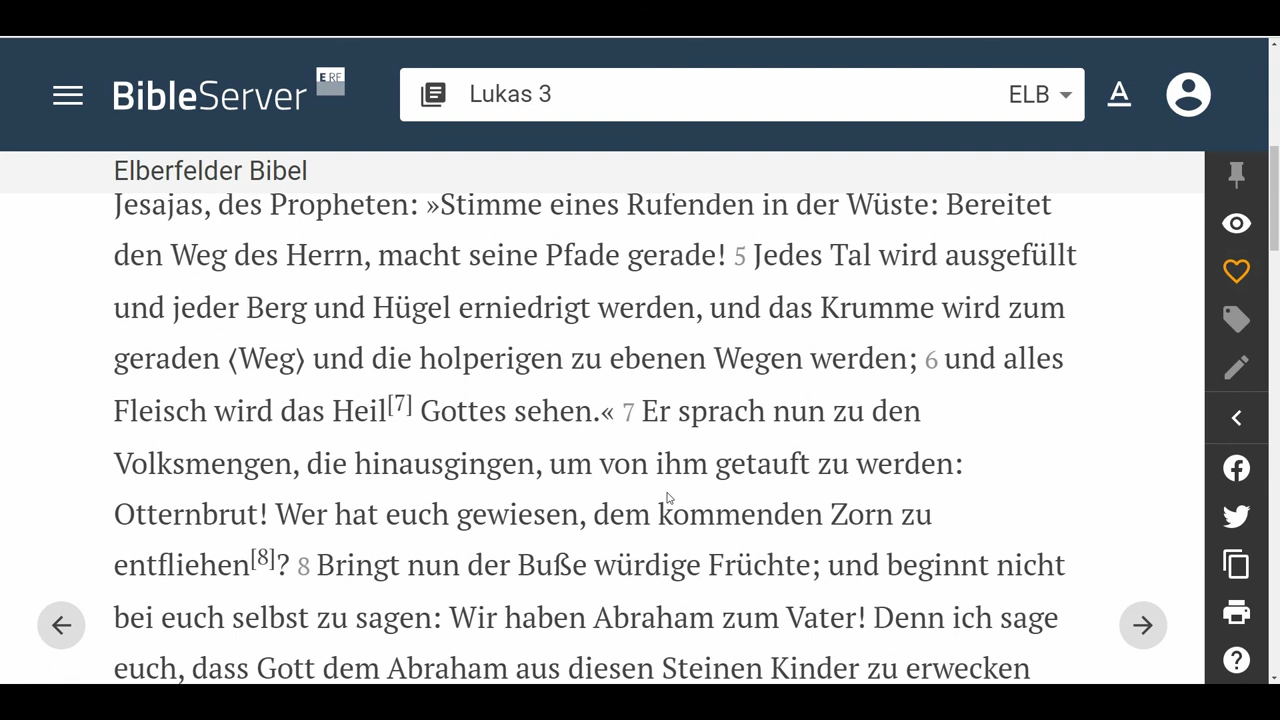 BibleServer
ERF
Lukas 3
ELB
A
Elberfelder Bibel
Jesajas, des Propheten: »Stimme eines Rufenden in der Wüste: Bereitet
den Weg des Herrn, macht seine Pfade gerade! 5 Jedes Tal wird ausgefüllt
und jeder Berg und Hügel erniedrigt werden, und das Krumme wird zum
geraden ⟨Weg⟩ und die holperigen zu ebenen Wegen werden; 6 und alles
Fleisch wird das Heil[7] Gottes sehen.« 7 Er sprach nun zu den
Volksmengen, die hinausgingen, um von ihm getauft zu werden:
Otternbrut! Wer hat euch gewiesen, dem kommenden Zorn zu
entfliehen[8]? 8 Bringt nun der Buße würdige Früchte; und beginnt nicht
bei euch selbst zu sagen: Wir haben Abraham zum Vater! Denn ich sage
euch, dass Gott dem Abraham aus diesen Steinen Kinder zu erwecken